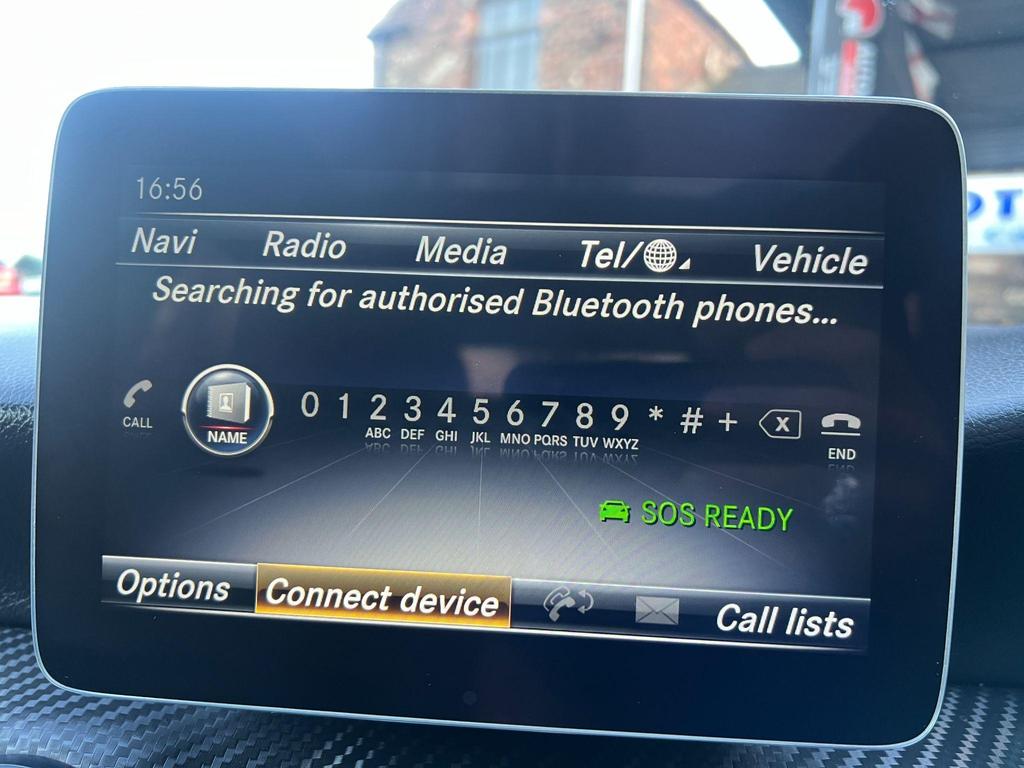 16:56
Navi Radio Media Tel/ Vehicle
Searching for authorised Bluetooth phones...
CALL NAME 0 1 2 3 4 5 6 7 8 9 * # + X END
ABC DEF GHI JKL MNO PQRS TUV WXYZ
SOS READY
Options Connect device Call lists